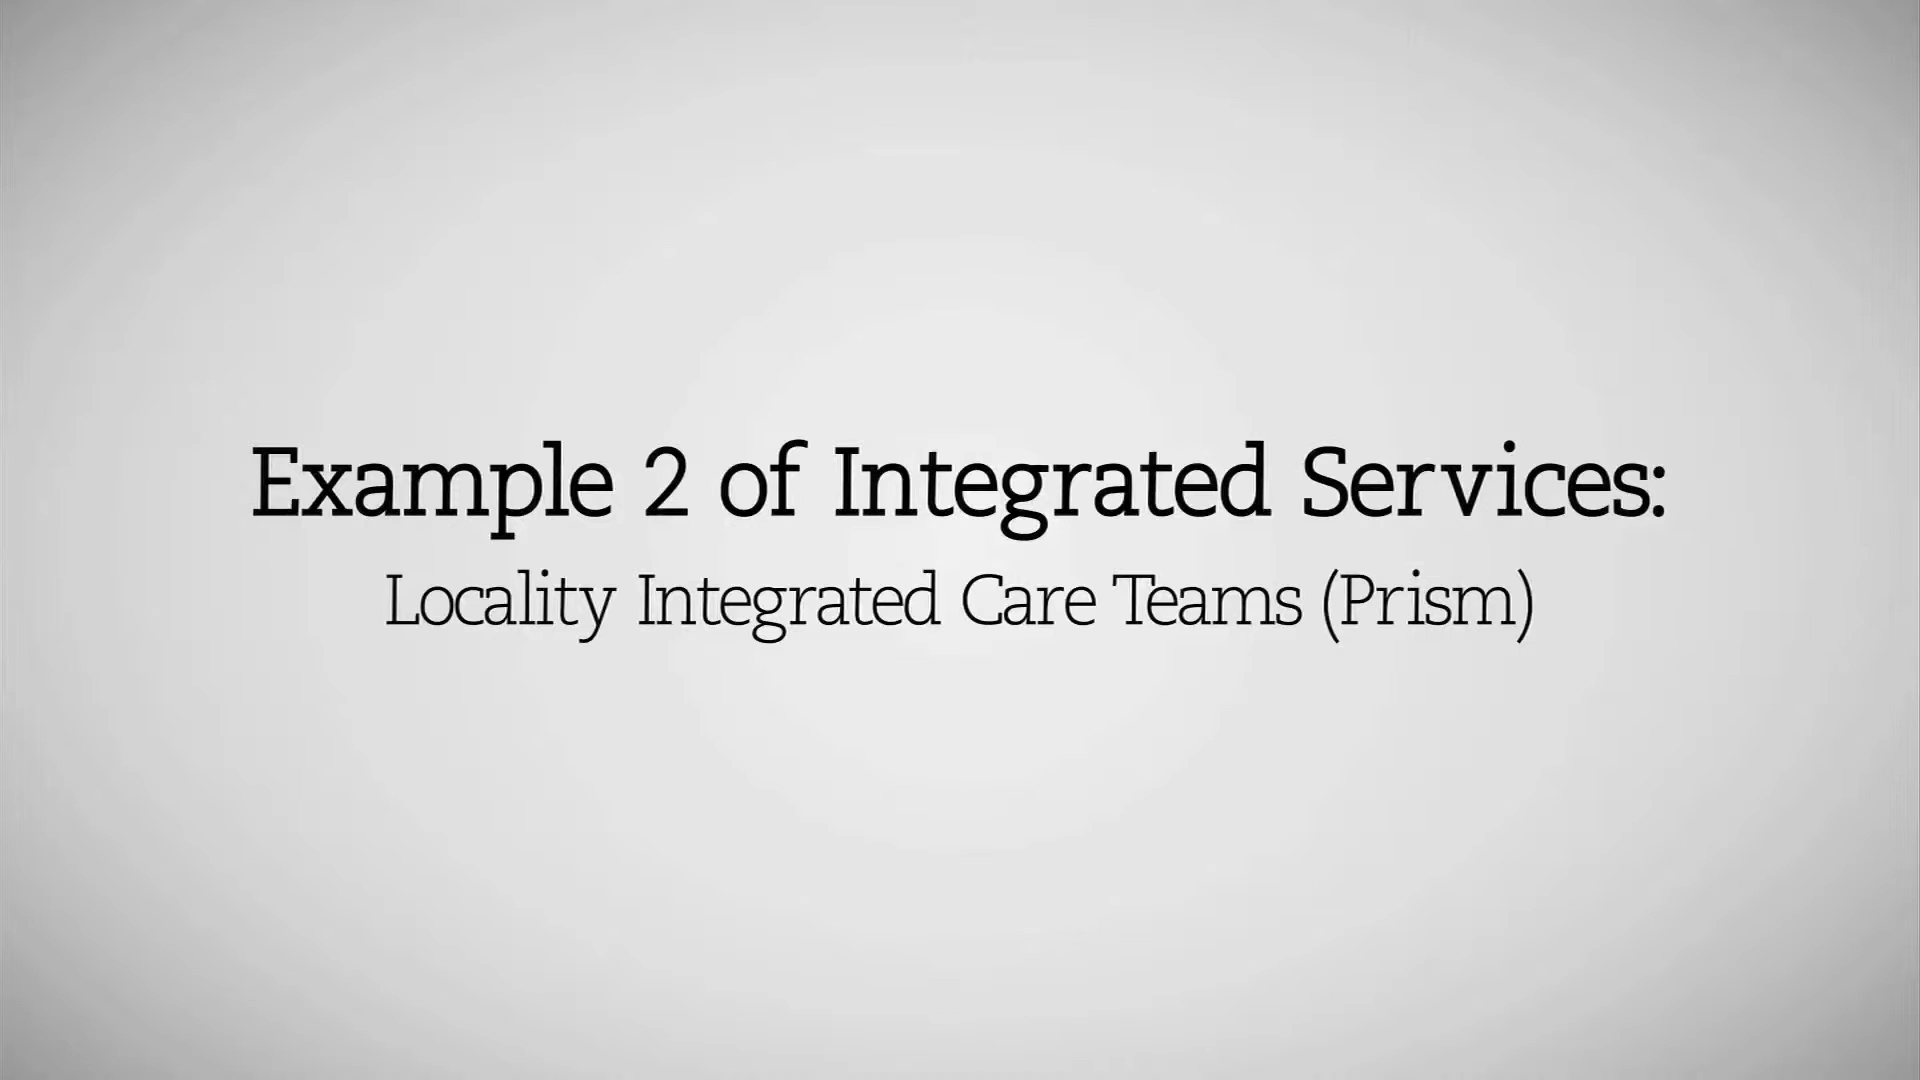 Example 2 of Integrated Services:
Locality Integrated Care Teams (Prism)